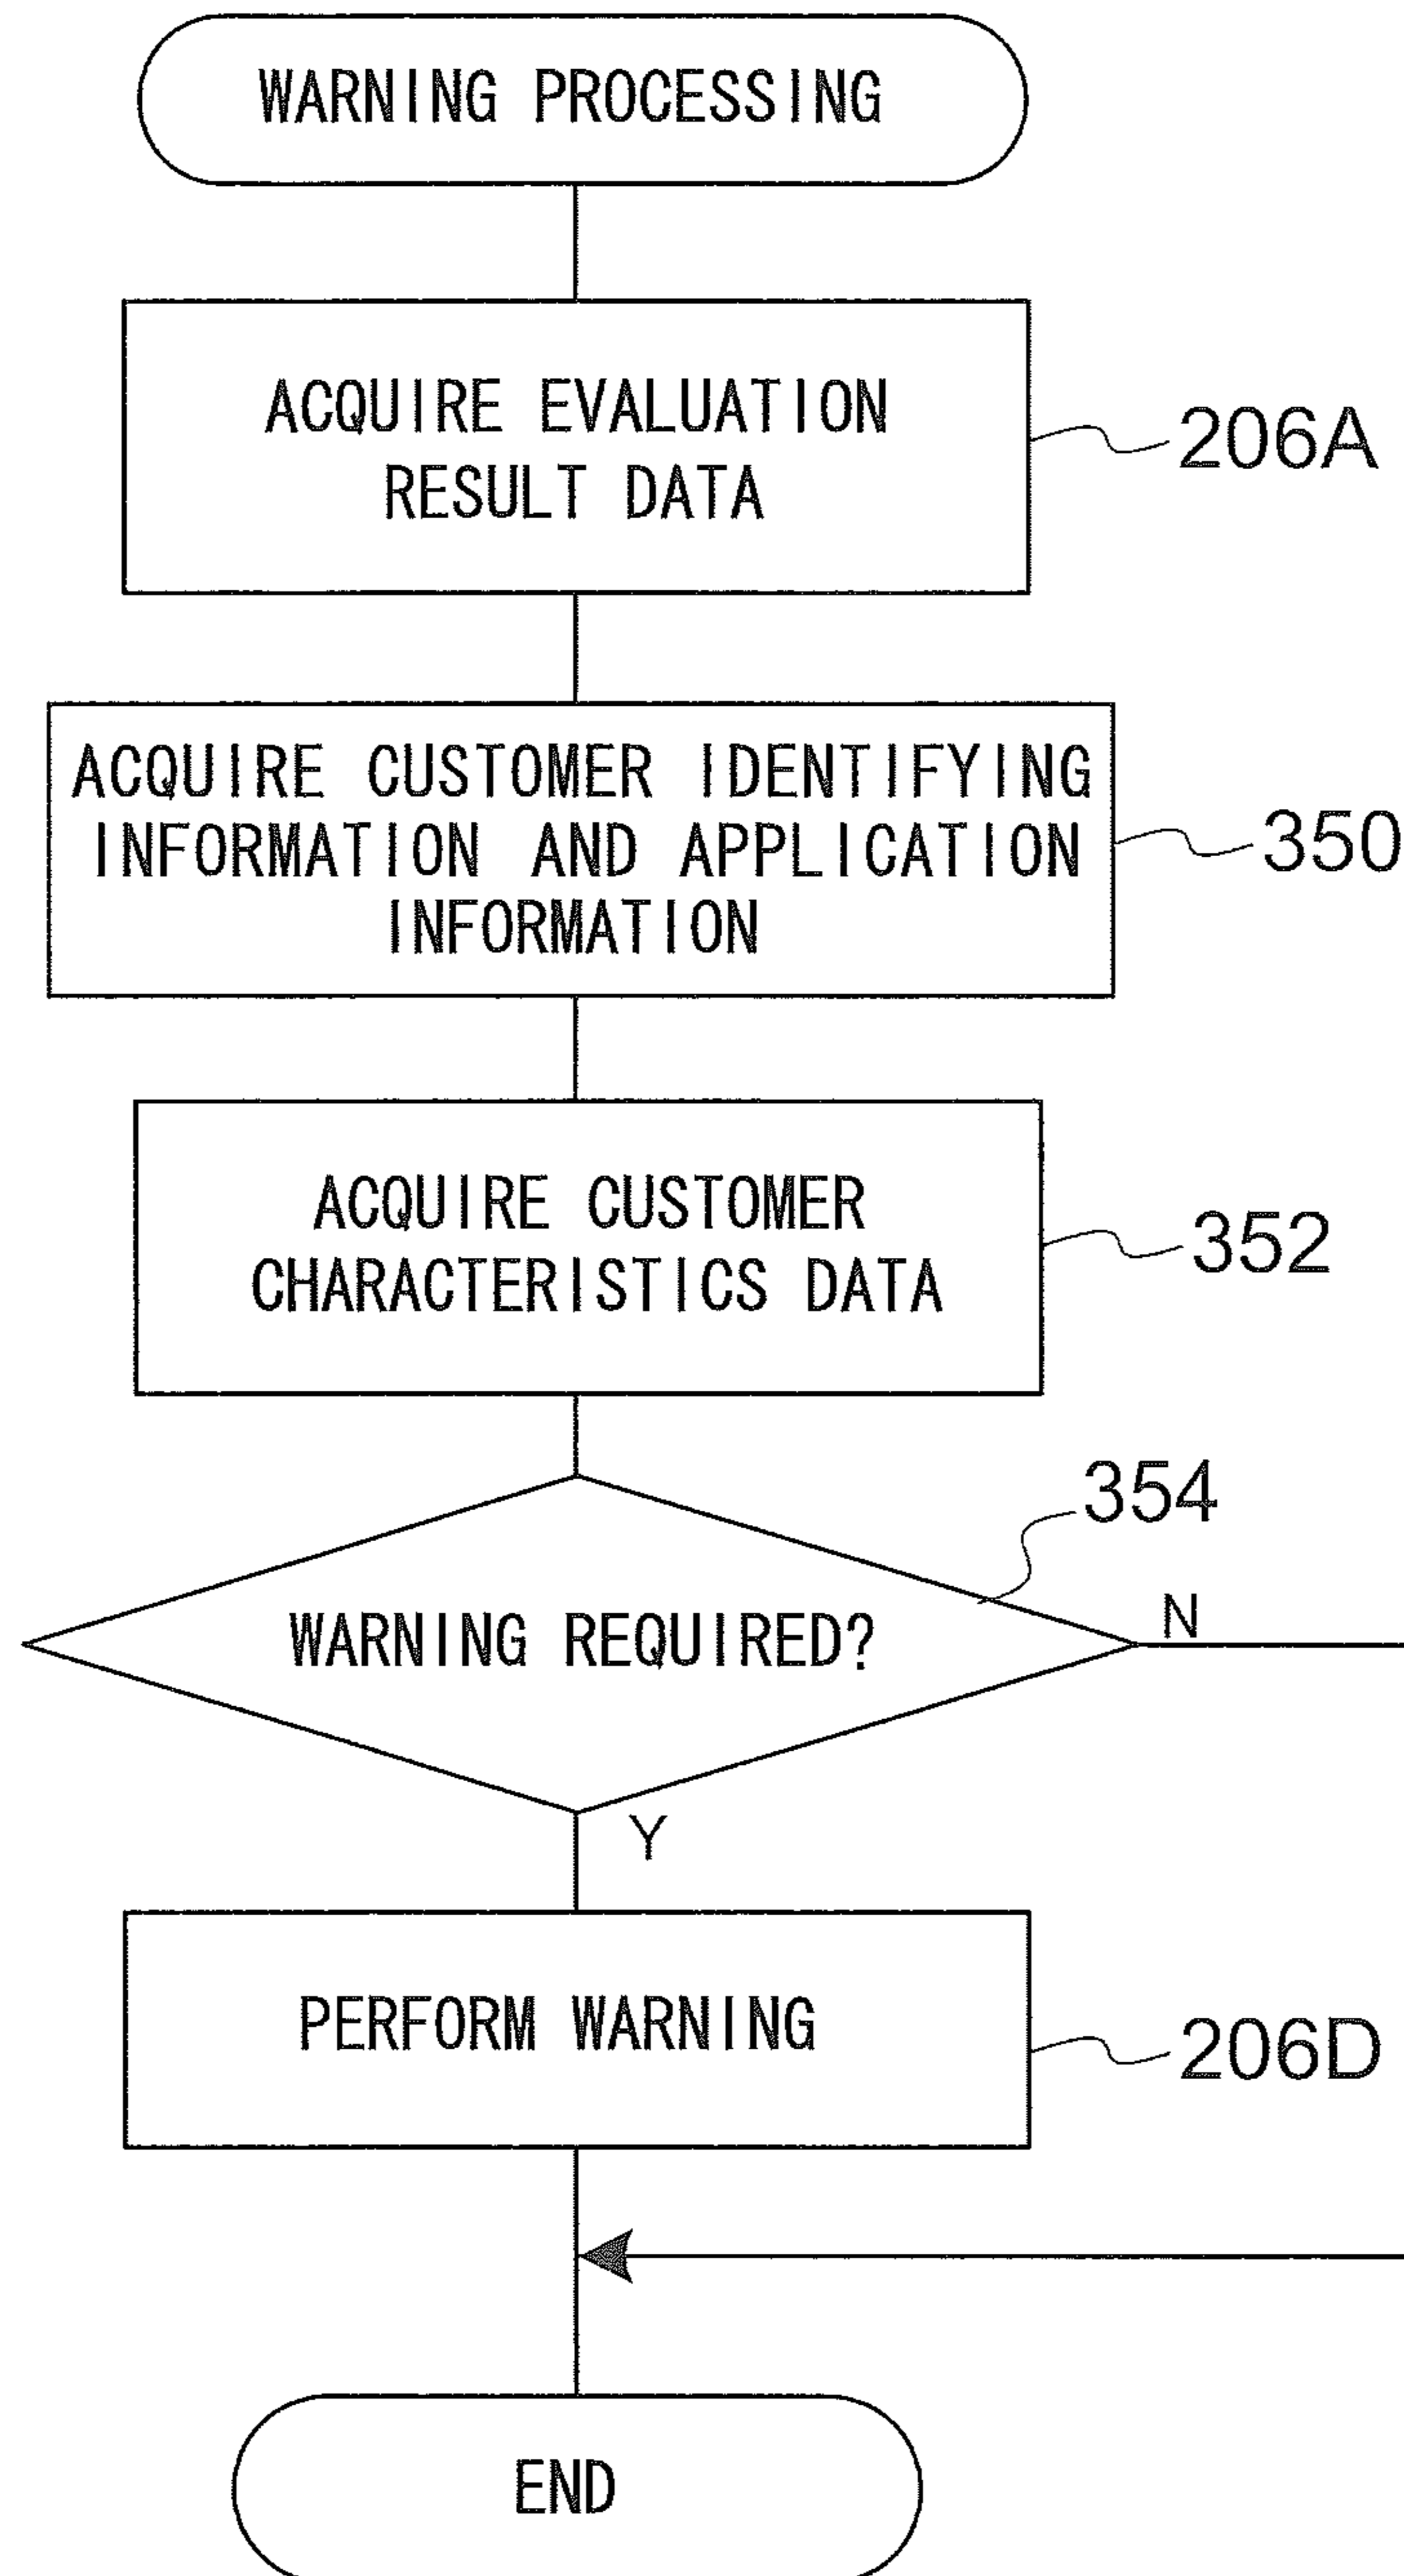 WARNING PROCESSING
ACQUIRE EVALUATION
RESULT DATA
206A
ACQUIRE CUSTOMER IDENTIFYING
INFORMATION AND APPLICATION
INFORMATION
350
ACQUIRE CUSTOMER
CHARACTERISTICS DATA
352
354
WARNING REQUIRED?
N
Y
PERFORM WARNING
206D
END